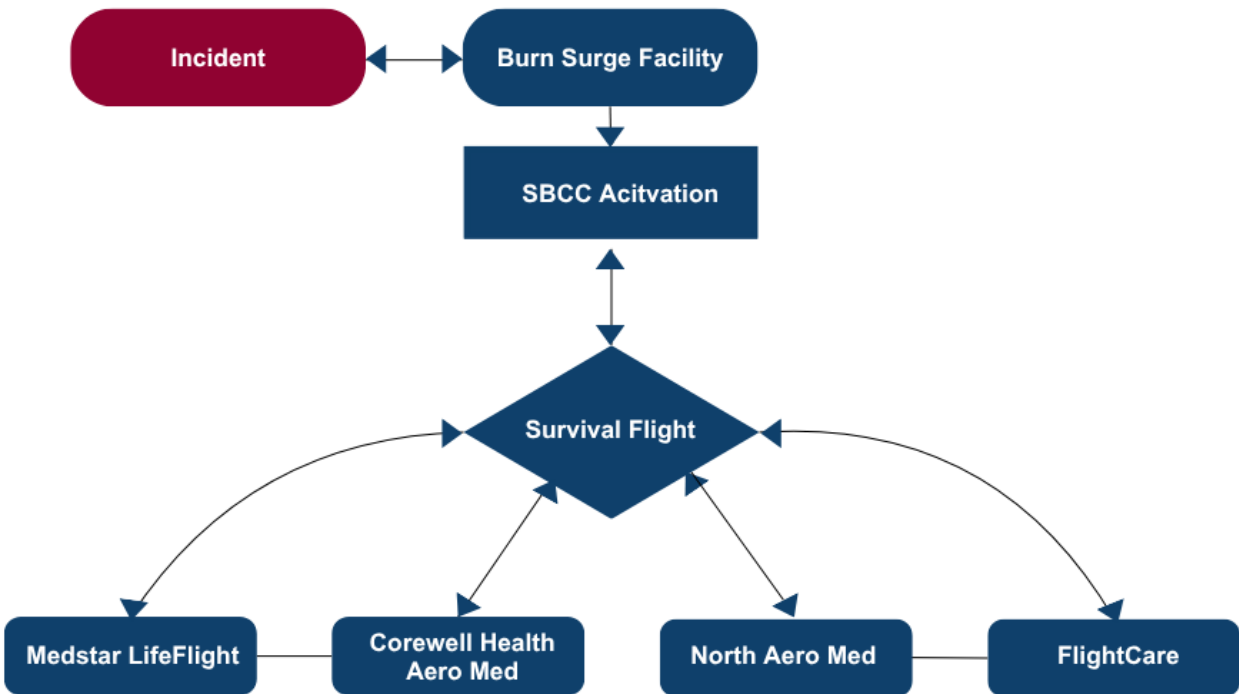 Incident
Burn Surge Facility
SBCC Acitvation
Survival Flight
Medstar LifeFlight
Corewell Health
Aero Med
North Aero Med
FlightCare